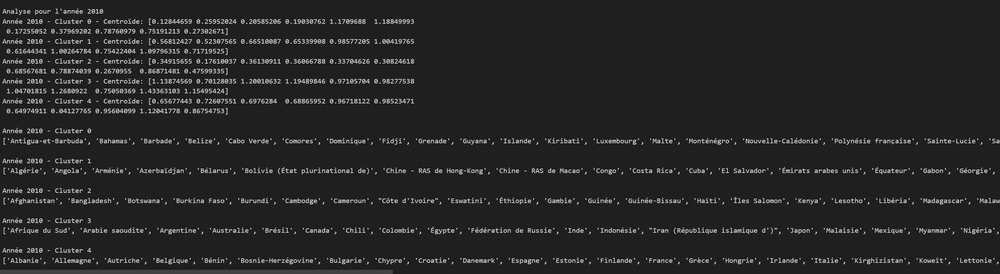 Analyse pour l'année 2010
Année 2010 - Cluster 0 - Centroïde: [0.12844659 0.25952024 0.20585206 0.19030762 1.1709688  1.18849993
 0.17255052 0.37969202 0.78760979 0.75191213 0.27302671]
Année 2010 - Cluster 1 - Centroïde: [0.56812427 0.52307565 0.66510087 0.65339908 0.98577205 1.00419765
 0.61644341 1.00264784 0.75422404 1.09796315 0.71719525]
Année 2010 - Cluster 2 - Centroïde: [0.34915655 0.17610037 0.36130911 0.36066788 0.33704626 0.30824618
 0.68567681 0.78874039 0.2670955  0.86871481 0.47599335]
Année 2010 - Cluster 3 - Centroïde: [1.13874569 0.70128035 1.20010632 1.19489846 0.97105704 0.98277538
 1.04701815 1.2680922  0.75050369 1.43363103 1.15495424]
Année 2010 - Cluster 4 - Centroïde: [0.65677443 0.72607551 0.6976284  0.68865952 0.96718122 0.98523471
 0.64974911 0.04127765 0.95604099 1.12041778 0.86754753]
Année 2010 - Cluster 0
['Antigua-et-Barbuda', 'Bahamas', 'Barbade', 'Belize', 'Cabo Verde', 'Comores', 'Dominique', 'Fidji', 'Grenade', 'Guyana', 'Islande', 'Kiribati', 'Luxembourg', 'Malte', 'Monténégro', 'Nouvelle-Calédonie', 'Polynésie française', 'Sainte-Lucie', 'Sa
Année 2010 - Cluster 1
['Algérie', 'Angola', 'Arménie', 'Azerbaïdjan', 'Bélarus', 'Bolivie (État plurinational de)', 'Chine - RAS de Hong-Kong', 'Chine - RAS de Macao', 'Congo', 'Costa Rica', 'Cuba', 'El Salvador', 'Émirats arabes unis', 'Équateur', 'Gabon', 'Géorgie',
Année 2010 - Cluster 2
['Afghanistan', 'Bangladesh', 'Botswana', 'Burkina Faso', 'Burundi', 'Cambodge', 'Cameroun', "Côte d'Ivoire", 'Eswatini', 'Éthiopie', 'Gambie', 'Guinée', 'Guinée-Bissau', 'Haïti', 'Îles Salomon', 'Kenya', 'Lesotho', 'Libéria', 'Madagascar', 'Malaw
Année 2010 - Cluster 3
['Afrique du Sud', 'Arabie saoudite', 'Argentine', 'Australie', 'Brésil', 'Canada', 'Chili', 'Colombie', 'Égypte', 'Fédération de Russie', 'Inde', 'Indonésie', "Iran (République islamique d')", 'Japon', 'Malaisie', 'Mexique', 'Myanmar', 'Nigéria',
Année 2010 - Cluster 4
['Albanie', 'Allemagne', 'Autriche', 'Belgique', 'Bénin', 'Bosnie-Herzégovine', 'Bulgarie', 'Chypre', 'Croatie', 'Danemark', 'Espagne', 'Estonie', 'Finlande', 'France', 'Grèce', 'Hongrie', 'Irlande', 'Italie', 'Kirghizistan', 'Koweït', 'Lettonie',